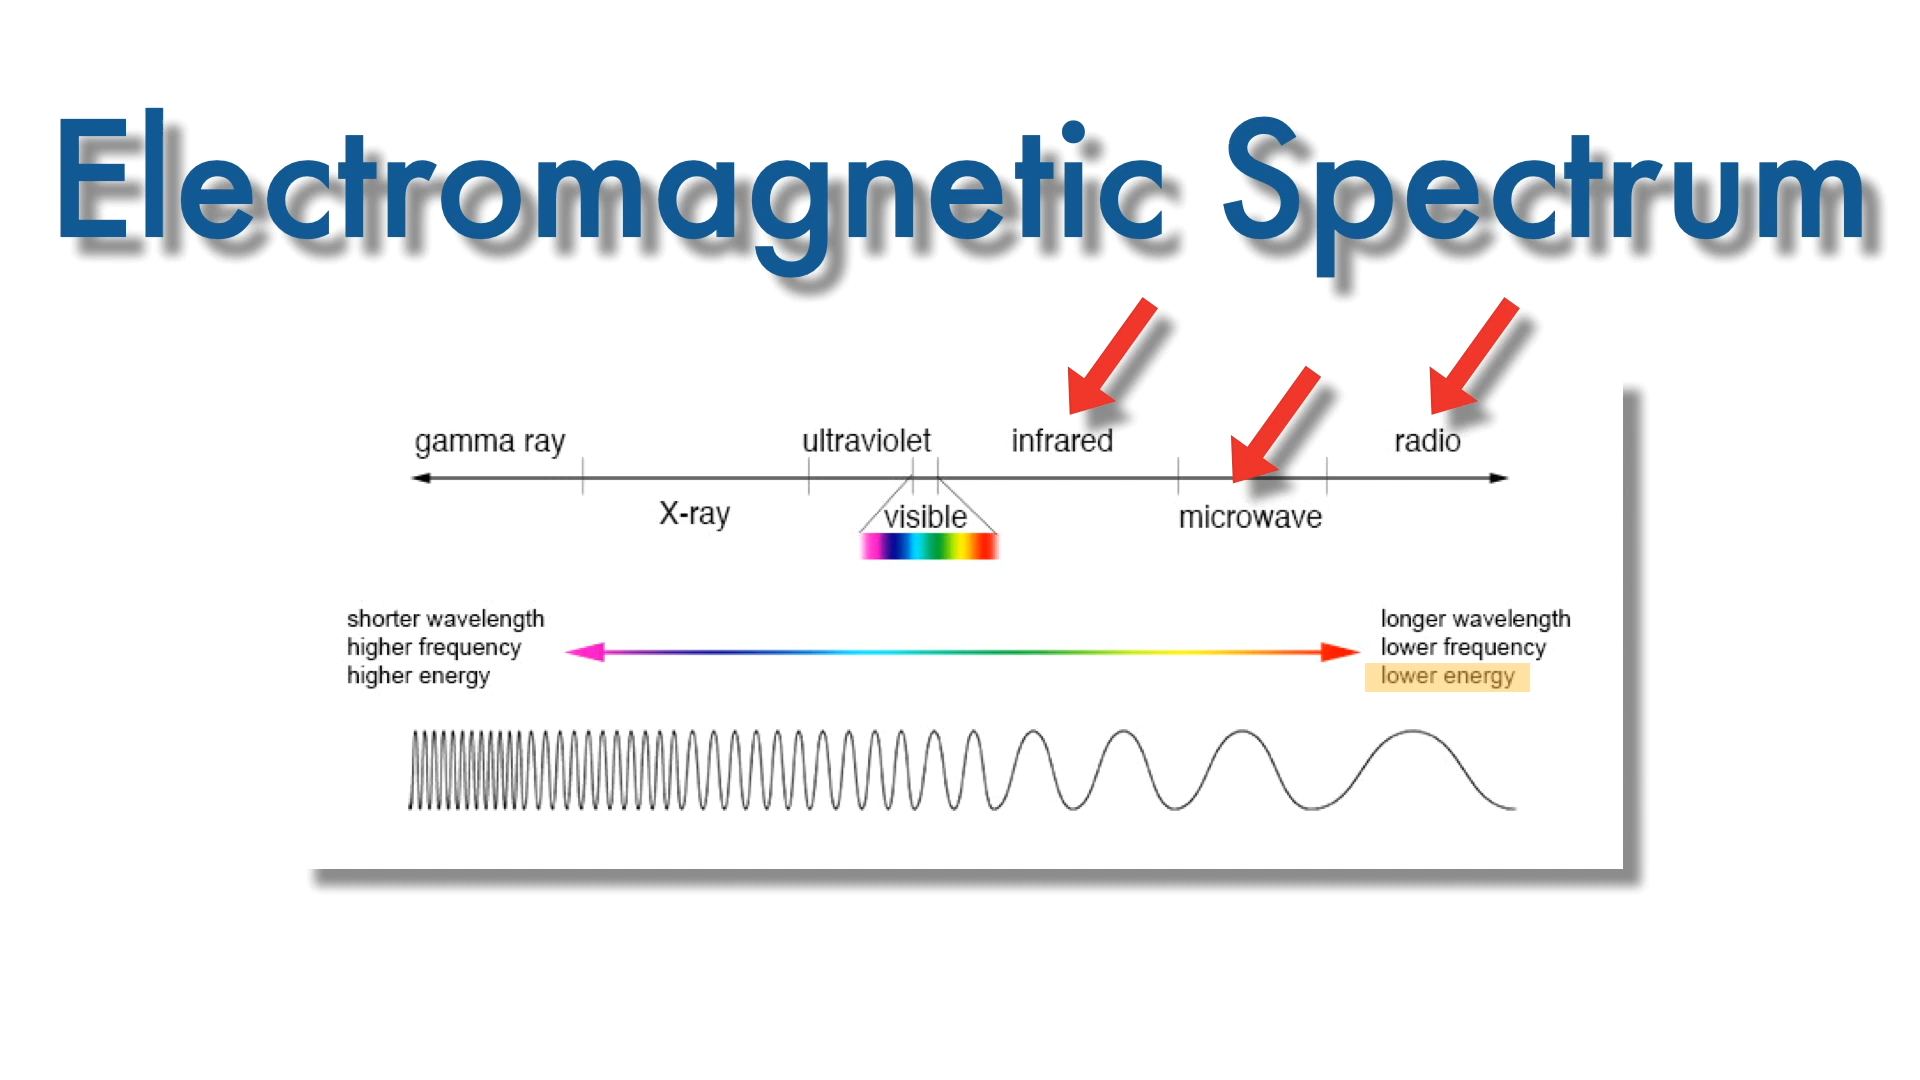 Electromagnetic Spectrum
gamma ray
ultraviolet
infrared
radio
X-ray
visible
microwave
shorter wavelength
higher frequency
higher energy
longer wavelength
lower frequency
lower energy